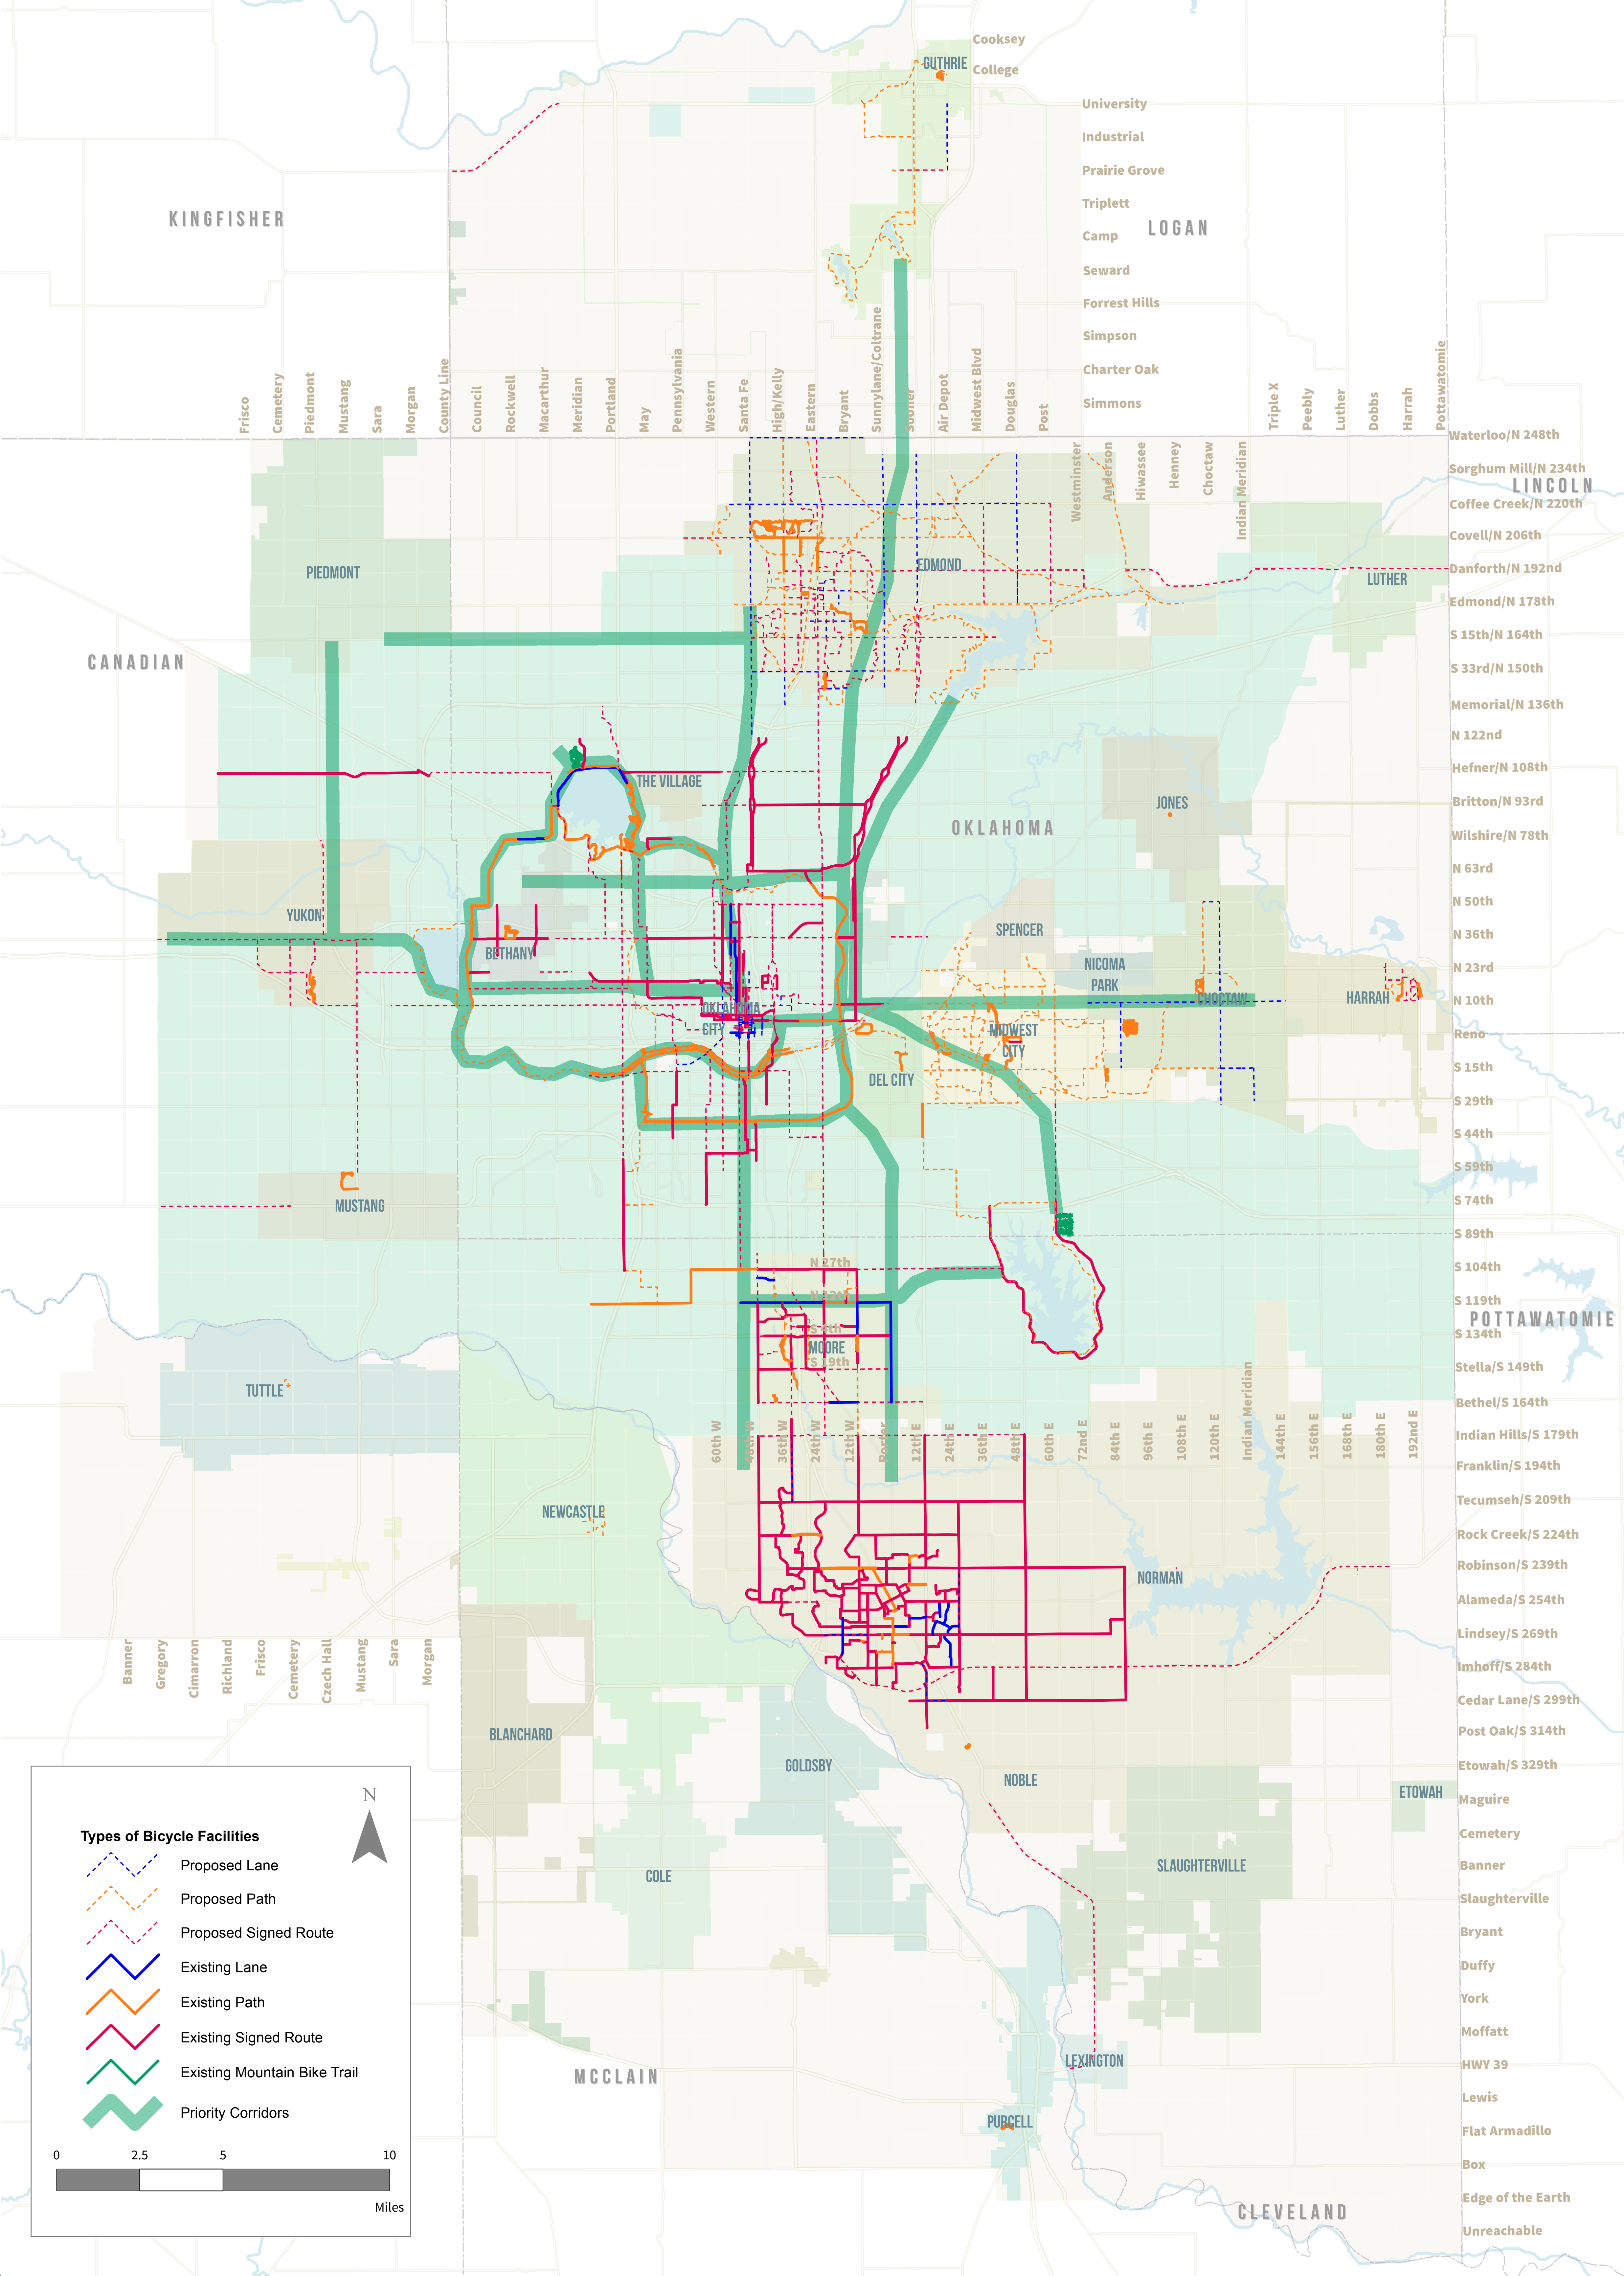 Cooksey
GUTHRIE
College
University
Industrial
Prairie Grove
KINGFISHER
Triplett
LOGAN
Camp
Seward
Forrest Hills
Simpson
Charter Oak
Simmons
Frisco
Cemetery
Piedmont
Mustang
Sara
Morgan
County Line
Council
Rockwell
Macarthur
Meridian
Portland
May
Pennsylvania
Western
Santa Fe
High/Kelly
Eastern
Bryant
Sunnylane/Coltrane
Sooner
Air Depot
Midwest Blvd
Douglas
Post
Westminster
Anderson
Hiwassee
Henney
Choctaw
Indian Meridian
Triple X
Peebly
Luther
Dobbs
Harrah
Pottawatomie
Waterloo/N 248th
Sorghum Mill/N 234th
LINCOLN
Coffee Creek/N 220th
Covell/N 206th
PIEDMONT
EDMOND
Danforth/N 192nd
LUTHER
Edmond/N 178th
S 15th/N 164th
CANADIAN
S 33rd/N 150th
Memorial/N 136th
N 122nd
Hefner/N 108th
THE VILLAGE
JONES
Britton/N 93rd
OKLAHOMA
Wilshire/N 78th
N 63rd
N 50th
YUKON
SPENCER
N 36th
BETHANY
NICOMA
PARK
N 23rd
CHOCTAW
HARRAH
N 10th
OKLAHOMA
CITY
MIDWEST
CITY
Reno
S 15th
DEL CITY
S 29th
S 44th
S 59th
S 74th
MUSTANG
S 89th
N 27th
S 104th
N 12th
S 119th
POTTAWATOMIE
S 4th
S 134th
MOORE
S 19th
Stella/S 149th
TUTTLE
Bethel/S 164th
60th W
48th W
36th W
24th W
12th W
Porter
12th E
24th E
36th E
48th E
60th E
72nd E
84th E
96th E
108th E
120th E
Indian Meridian
144th E
156th E
168th E
180th E
192nd E
Indian Hills/S 179th
Franklin/S 194th
Tecumseh/S 209th
NEWCASTLE
Rock Creek/S 224th
Robinson/S 239th
NORMAN
Alameda/S 254th
Lindsey/S 269th
Imhoff/S 284th
Banner
Gregory
Cimarron
Richland
Frisco
Cemetery
Czech Hall
Mustang
Sara
Morgan
Cedar Lane/S 299th
BLANCHARD
Post Oak/S 314th
GOLDSBY
Etowah/S 329th
NOBLE
ETOWAH
Maguire
Cemetery
Banner
SLAUGHTERVILLE
COLE
Slaughterville
Bryant
Duffy
York
Moffatt
LEXINGTON
HWY 39
MCCLAIN
Lewis
PURCELL
Flat Armadillo
Box
Edge of the Earth
CLEVELAND
Unreachable
N
Types of Bicycle Facilities
Proposed Lane
Proposed Path
Proposed Signed Route
Existing Lane
Existing Path
Existing Signed Route
Existing Mountain Bike Trail
Priority Corridors
0 2.5 5 10
Miles